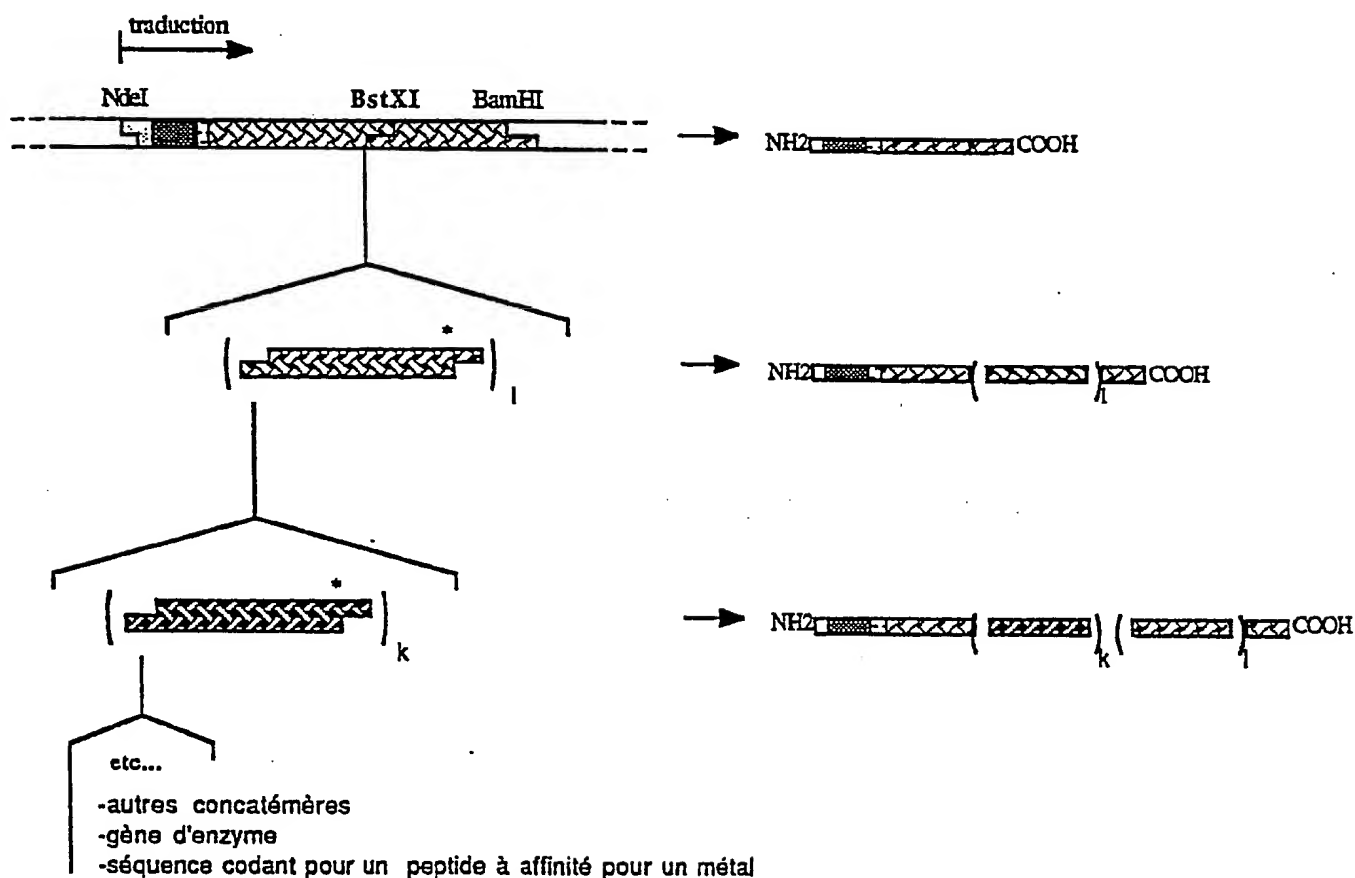 traduction
NdeI BstXI BamHI
NH2 COOH
*
( ) l
NH2 ( ) l COOH
*
( ) k
NH2 ( ) k ( ) l COOH
etc...
-autres concatémères
-gène d'enzyme
-séquence codant pour un peptide à affinité pour un métal